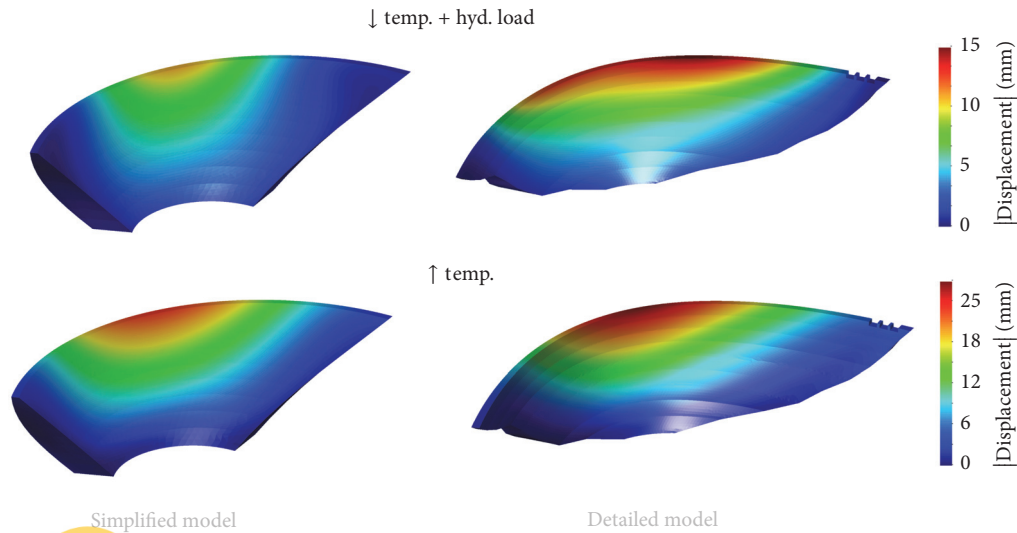 ↓ temp. + hyd. load
15
10
5
0
|Displacement| (mm)
↑ temp.
25
18
12
6
0
|Displacement| (mm)
Simplified model
Detailed model